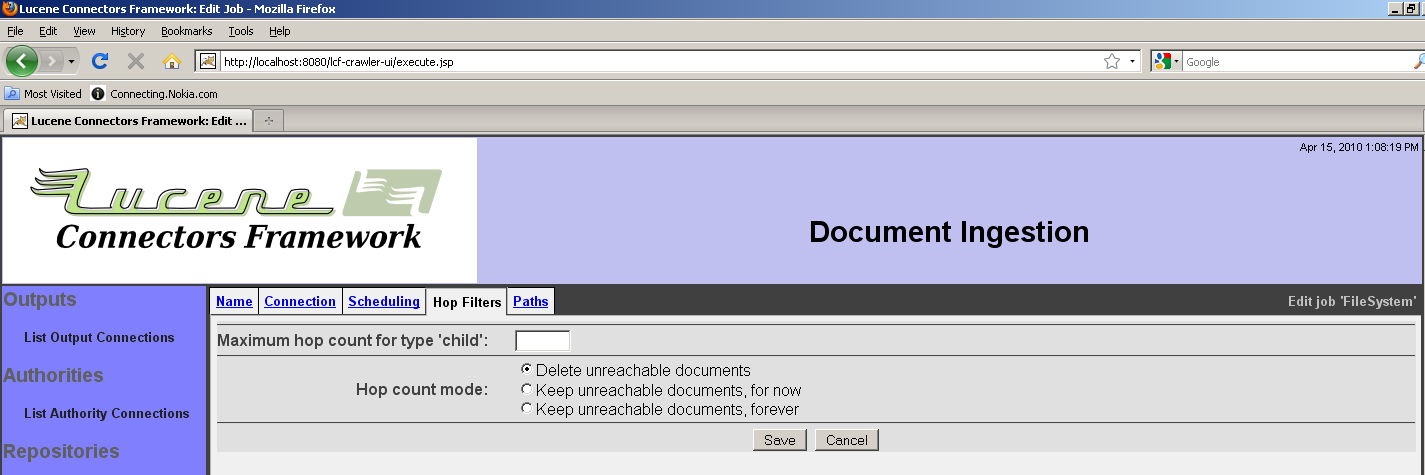 Lucene Connectors Framework: Edit Job - Mozilla Firefox
File Edit View History Bookmarks Tools Help
http://localhost:8080/lcf-crawler-ui/execute.jsp
Google
Most Visited Connecting.Nokia.com
Lucene Connectors Framework: Edit ...
Apr 15, 2010 1:08:19 PM
Lucene
Connectors Framework
Document Ingestion
Outputs
List Output Connections
Authorities
List Authority Connections
Repositories
Name Connection Scheduling Hop Filters Paths
Edit job 'FileSystem'
Maximum hop count for type 'child':
Hop count mode:
Delete unreachable documents
Keep unreachable documents, for now
Keep unreachable documents, forever
Save Cancel